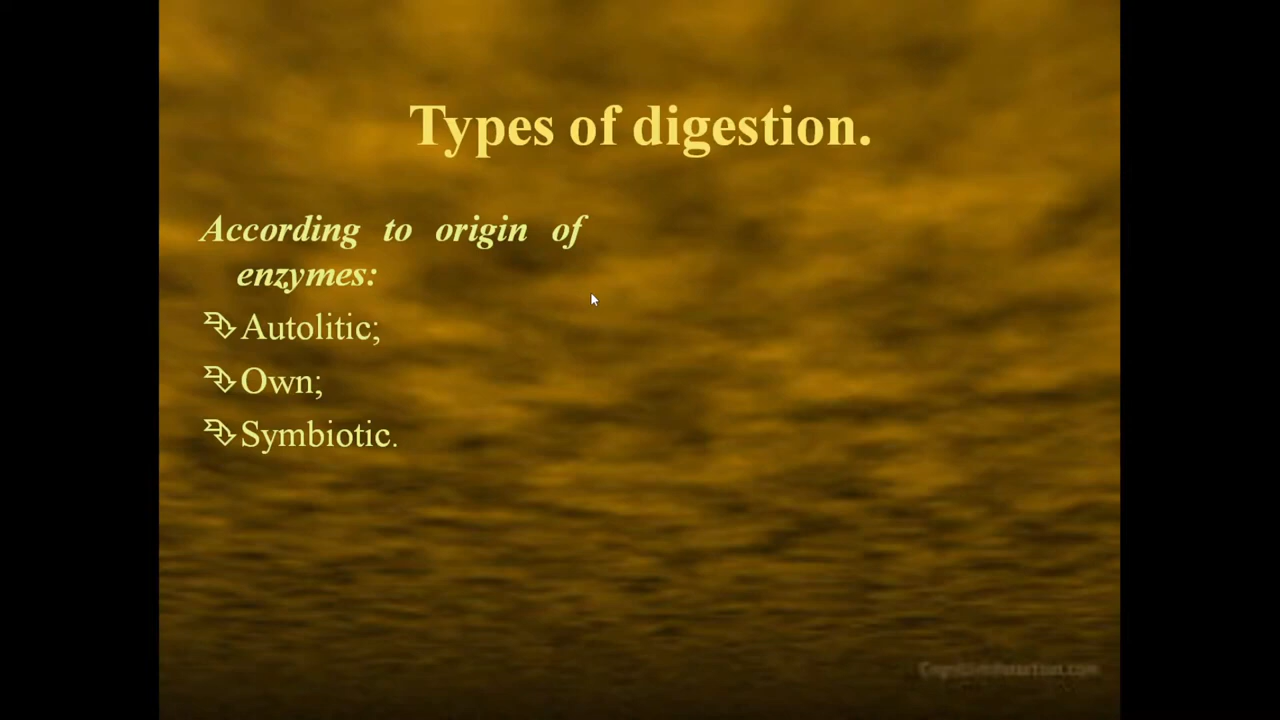 Types of digestion.
According to origin of
enzymes:
Autolitic;
Own;
Symbiotic.